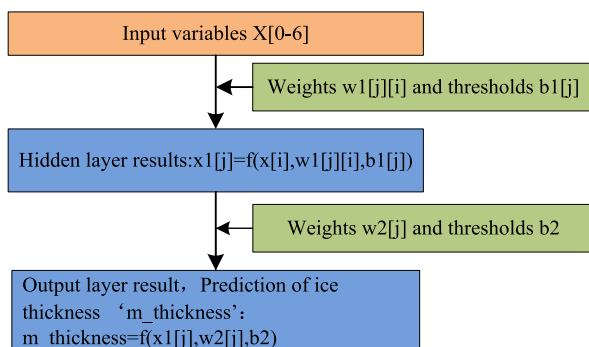 Input variables X[0-6]
Weights w1[j][i] and thresholds b1[j]
Hidden layer results:x1[j]=f(x[i],w1[j][i],b1[j])
Weights w2[j] and thresholds b2
Output layer result，Prediction of ice
thickness ‘m_thickness’：
m_thickness=f(x1[j],w2[j],b2)